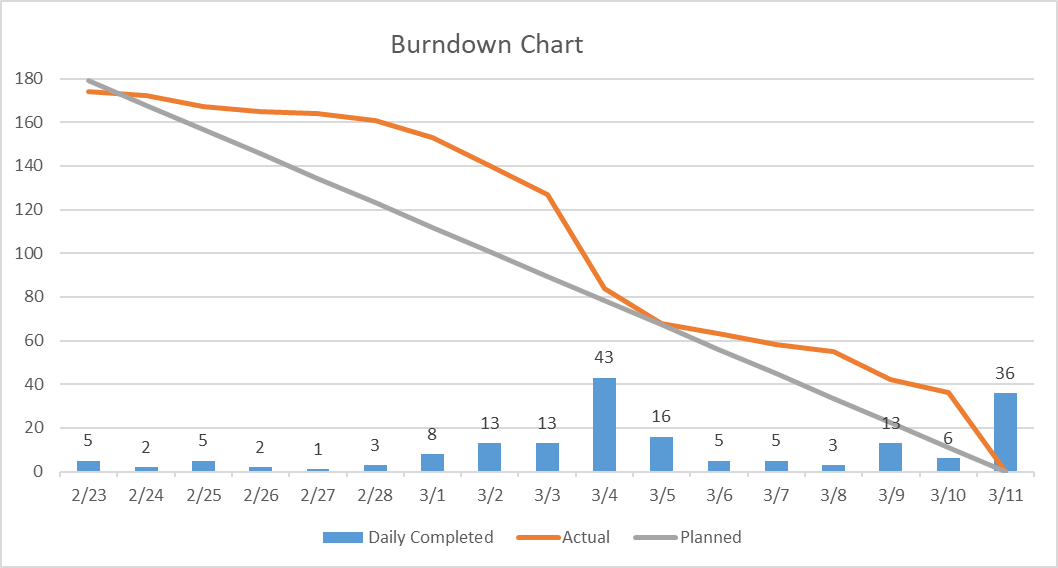 Burndown Chart
180
160
140
120
100
80
60
40
20
0
5 2 5 2 1 3 8 13 13 43 16 5 5 3 13 6 36
2/23 2/24 2/25 2/26 2/27 2/28 3/1 3/2 3/3 3/4 3/5 3/6 3/7 3/8 3/9 3/10 3/11
Daily Completed Actual Planned